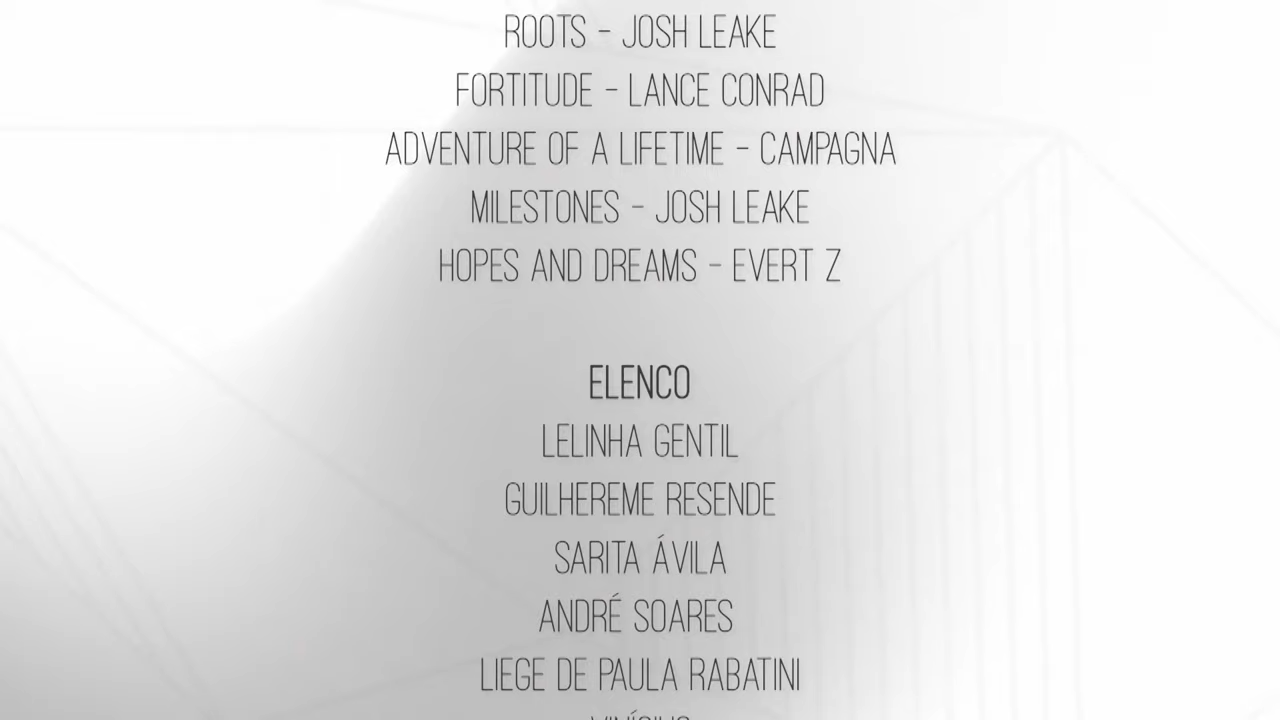 ROOTS - JOSH LEAKE
FORTITUDE - LANCE CONRAD
ADVENTURE OF A LIFETIME - CAMPAGNA
MILESTONES - JOSH LEAKE
HOPES AND DREAMS - EVERT Z
ELENCO
LELINHA GENTIL
GUILHEREME RESENDE
SARITA ÁVILA
ANDRÉ SOARES
LIEGE DE PAULA RABATINI